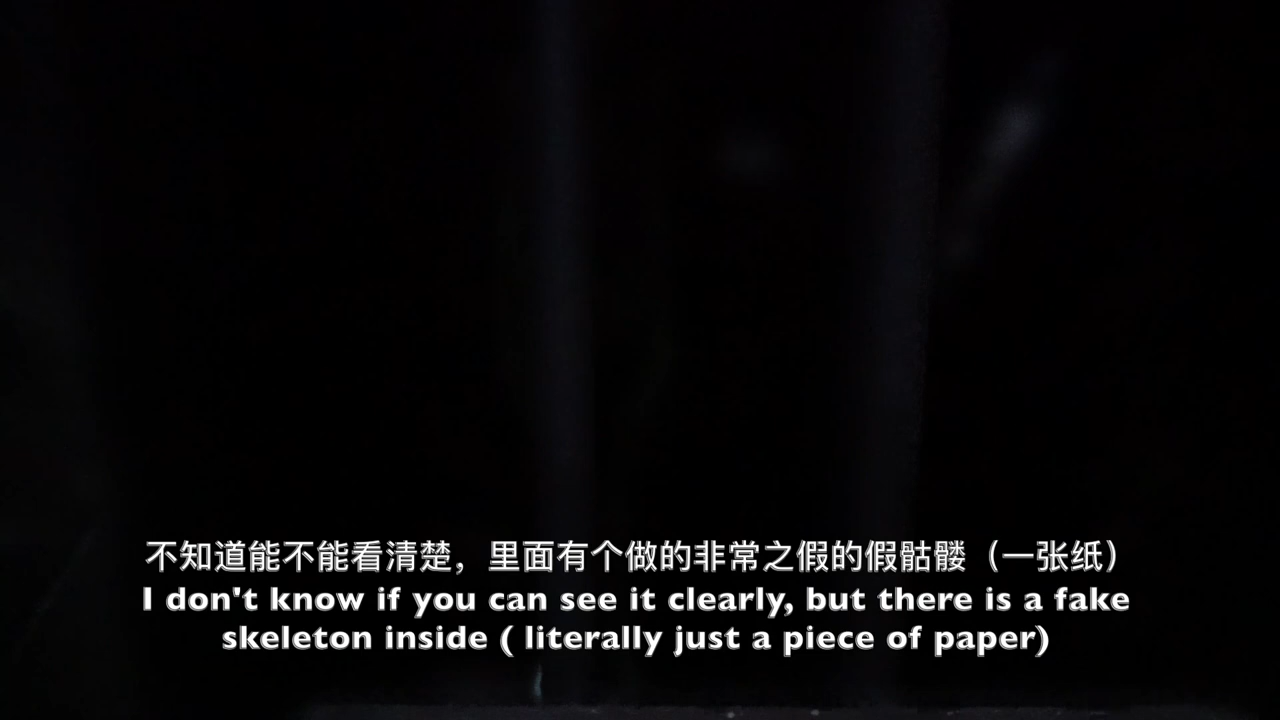 不知道能不能看清楚，里面有个做的非常之假的假骷髅（一张纸）
I don't know if you can see it clearly, but there is a fake
skeleton inside ( literally just a piece of paper)